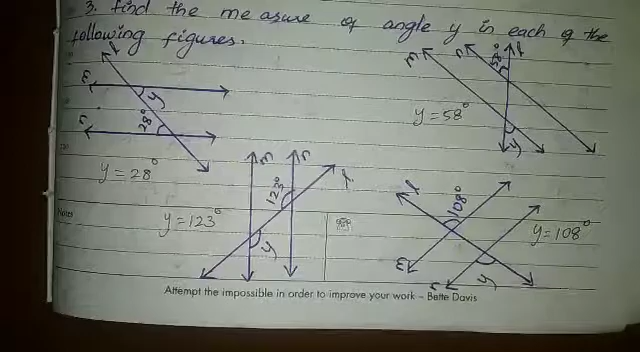 3. find the measure of angle y in each of the
following figures.
l
m
y
28°
n
y = 28°
m n l
58°
y = 58°
y
m n
l
123°
y = 123°
y
l
108°
y = 108°
m
n
y
Notes
Attempt the impossible in order to improve your work – Bette Davis